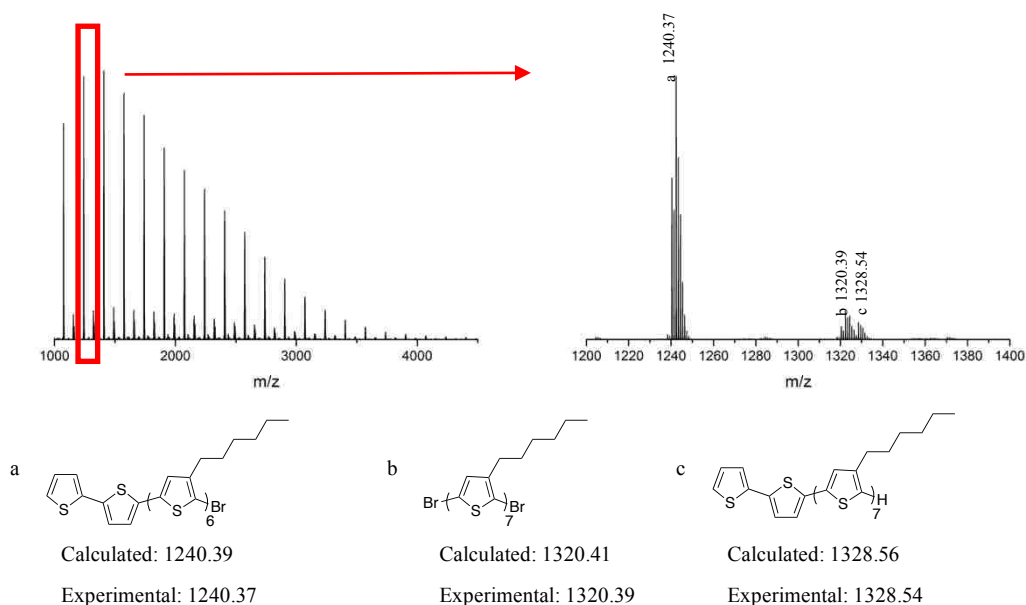 1000
2000
3000
4000
m/z
a 1240.37
b 1320.39
c 1328.54
1200 1220 1240 1260 1280 1300 1320 1340 1360 1380 1400
m/z
a
S
S
S
Br
6
Calculated: 1240.39
Experimental: 1240.37
b
Br
S
Br
7
Calculated: 1320.41
Experimental: 1320.39
c
S
S
S
H
7
Calculated: 1328.56
Experimental: 1328.54